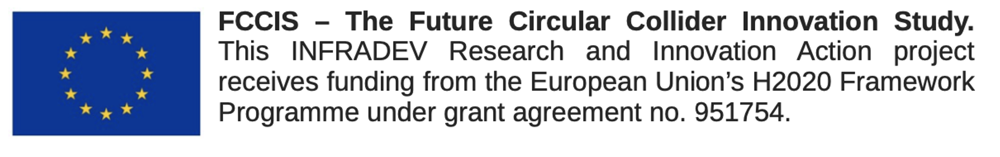 FCCIS – The Future Circular Collider Innovation Study.
This INFRADEV Research and Innovation Action project
receives funding from the European Union’s H2020 Framework
Programme under grant agreement no. 951754.